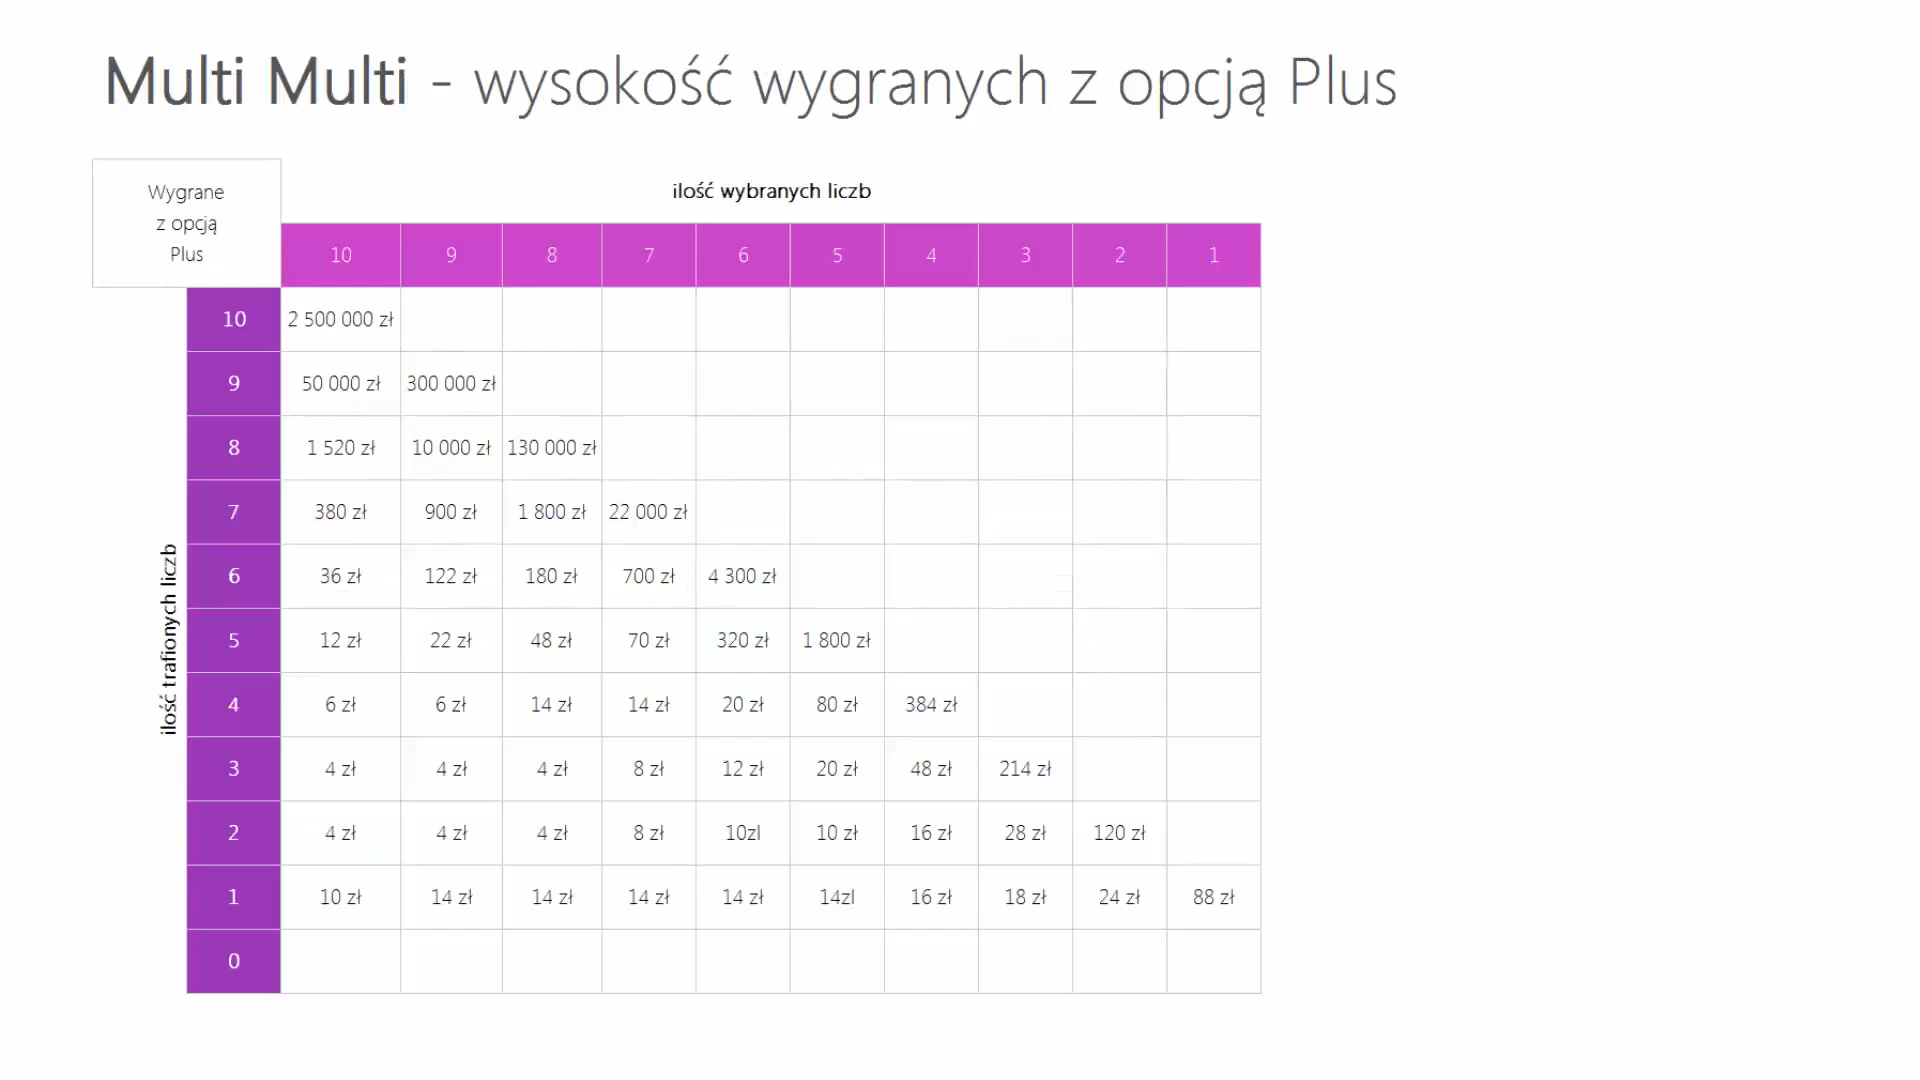 Multi Multi - wysokość wygranych z opcją Plus
Wygrane
z opcją
Plus
ilość wybranych liczb
10 9 8 7 6 5 4 3 2 1
ilość trafionych liczb
10 2 500 000 zł
9 50 000 zł 300 000 zł
8 1 520 zł 10 000 zł 130 000 zł
7 380 zł 900 zł 1 800 zł 22 000 zł
6 36 zł 122 zł 180 zł 700 zł 4 300 zł
5 12 zł 22 zł 48 zł 70 zł 320 zł 1 800 zł
4 6 zł 6 zł 14 zł 14 zł 20 zł 80 zł 384 zł
3 4 zł 4 zł 4 zł 8 zł 12 zł 20 zł 48 zł 214 zł
2 4 zł 4 zł 4 zł 8 zł 10zl 10 zł 16 zł 28 zł 120 zł
1 10 zł 14 zł 14 zł 14 zł 14 zł 14zl 16 zł 18 zł 24 zł 88 zł
0